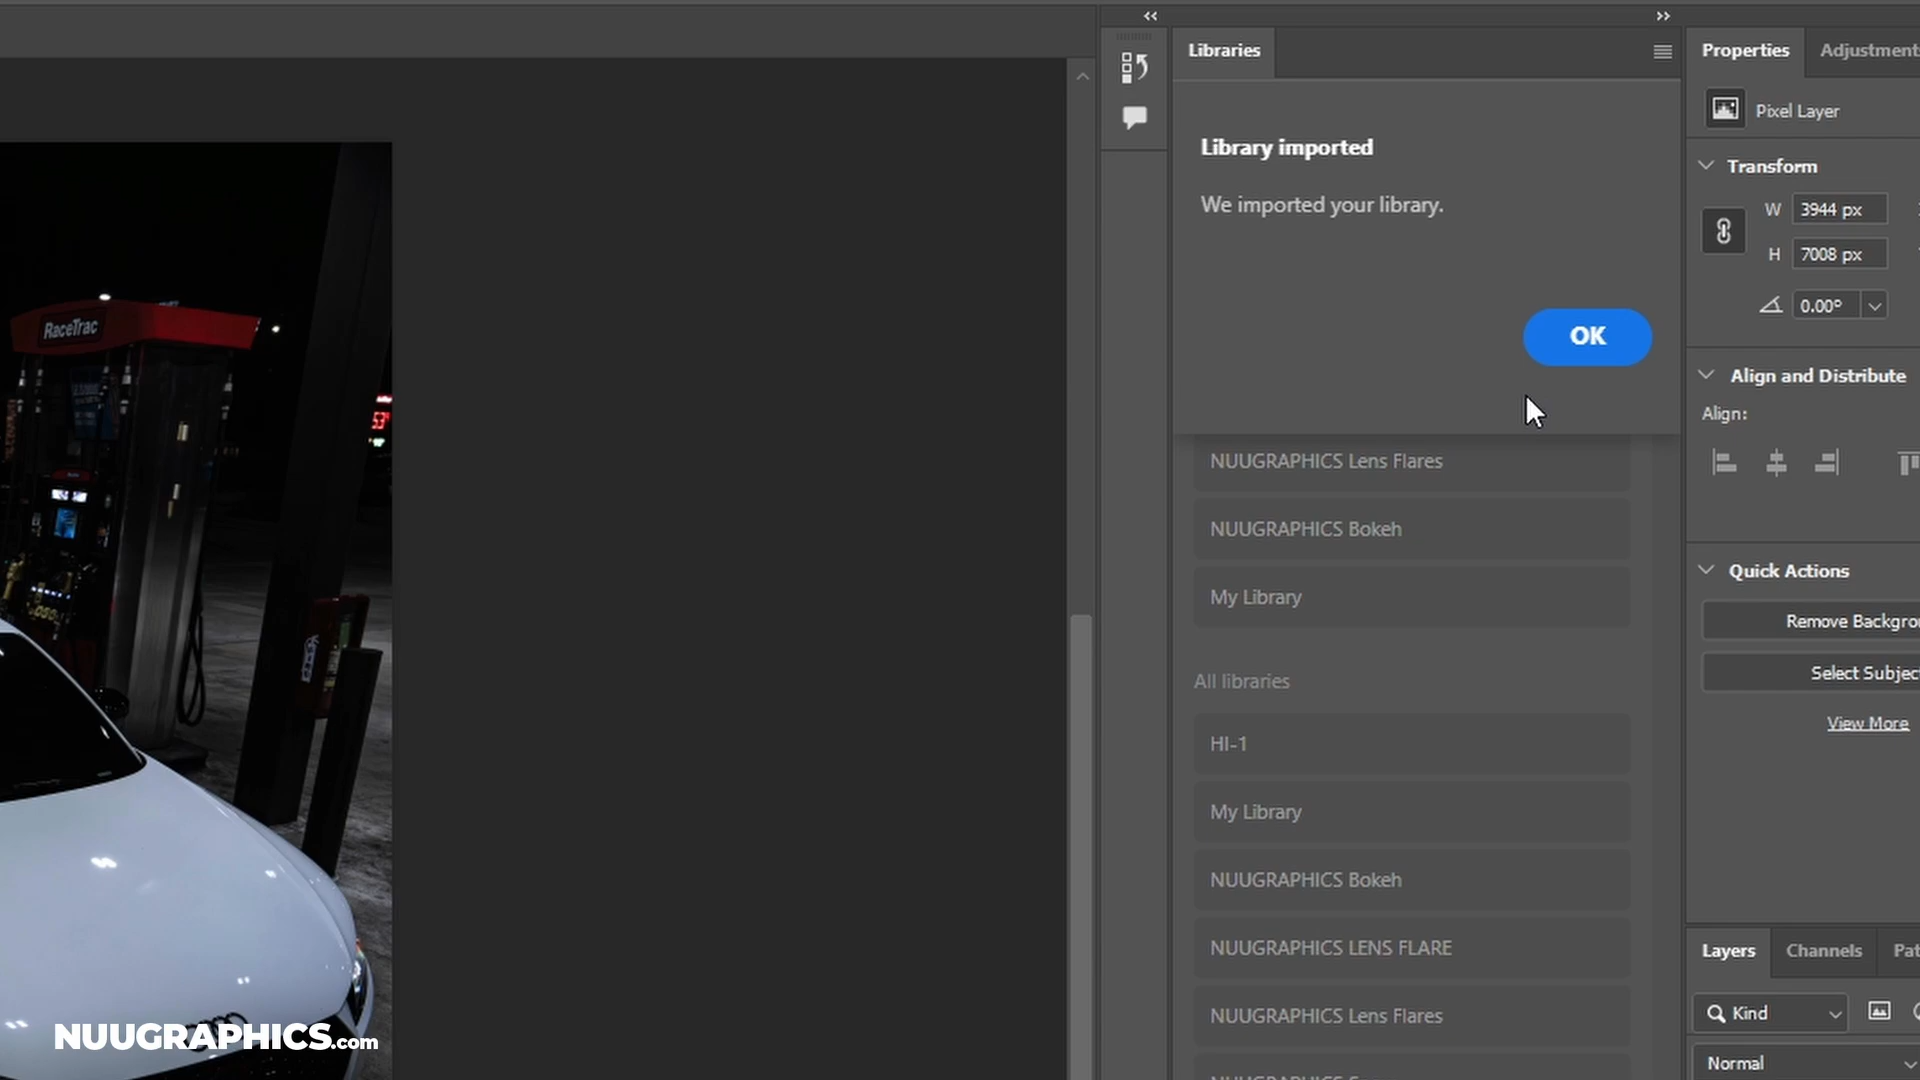 Libraries
Properties
Adjustment
Pixel Layer
Library imported
We imported your library.
OK
Transform
W 3944 px
H 7008 px
0.00°
Align and Distribute
Align:
Quick Actions
Remove Backgrou
Select Subject
View More
NUUGRAPHICS Lens Flares
NUUGRAPHICS Bokeh
My Library
All libraries
HI-1
My Library
NUUGRAPHICS Bokeh
NUUGRAPHICS LENS FLARE
NUUGRAPHICS Lens Flares
Layers
Channels
Pat
Kind
Normal
RaceTrac
NUUGRAPHICS.com